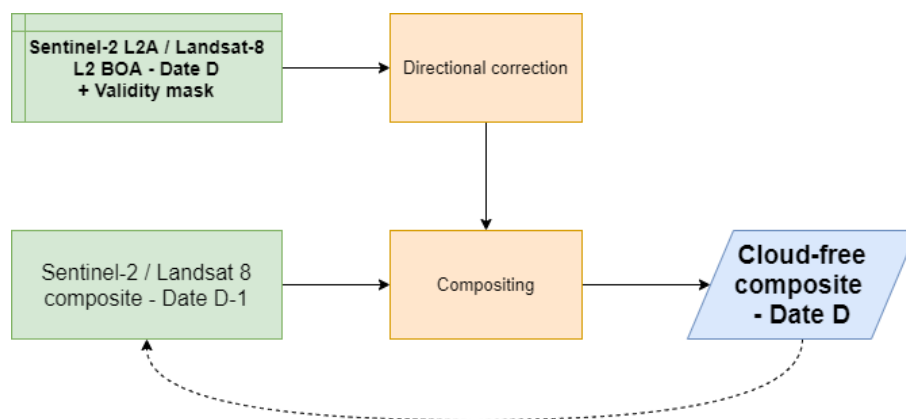 Sentinel-2 L2A / Landsat-8
L2 BOA - Date D
+ Validity mask
Directional correction
Sentinel-2 / Landsat 8
composite - Date D-1
Compositing
Cloud-free
composite
- Date D